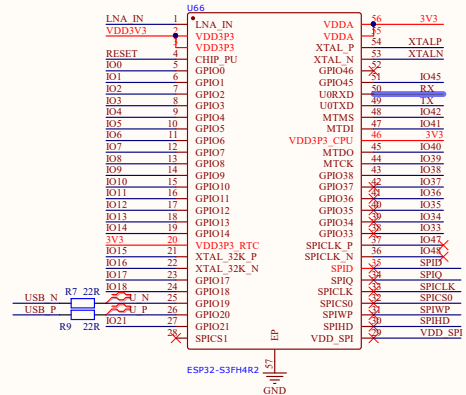 U66
LNA_IN 1 LNA_IN VDDA 56 3V3
VDD3V3 2 VDD3P3 VDDA 55
3 VDD3P3 XTAL_P 54 XTALP
RESET 4 CHIP_PU XTAL_N 53 XTALN
IO0 5 GPIO0 GPIO46 52
IO1 6 GPIO1 GPIO45 51 IO45
IO2 7 GPIO2 U0RXD 50 RX
IO3 8 GPIO3 U0TXD 49 TX
IO4 9 GPIO4 MTMS 48 IO42
IO5 10 GPIO5 MTDI 47 IO41
IO6 11 GPIO6 VDD3P3_CPU 46 3V3
IO7 12 GPIO7 MTDO 45 IO40
IO8 13 GPIO8 MTCK 44 IO39
IO9 14 GPIO9 GPIO38 43 IO38
IO10 15 GPIO10 GPIO37 42 IO37
IO11 16 GPIO11 GPIO36 41 IO36
IO12 17 GPIO12 GPIO35 40 IO35
IO13 18 GPIO13 GPIO34 39 IO34
IO14 19 GPIO14 GPIO33 38 IO33
3V3 20 VDD3P3_RTC SPICLK_P 37 IO47
IO15 21 XTAL_32K_P SPICLK_N 36 IO48
IO16 22 XTAL_32K_N SPID 35 SPID
IO17 23 GPIO17 SPIQ 34 SPIQ
IO18 24 GPIO18 SPICLK 33 SPICLK
USB_N R7 22R U_N 25 GPIO19 SPICS0 32 SPICS0
USB_P R9 22R U_P 26 GPIO20 SPIWP 31 SPIWP
IO21 27 GPIO21 SPIHD 30 SPIHD
28 SPICS1 VDD_SPI 29 VDD_SPI
EP
57
ESP32-S3FH4R2
GND